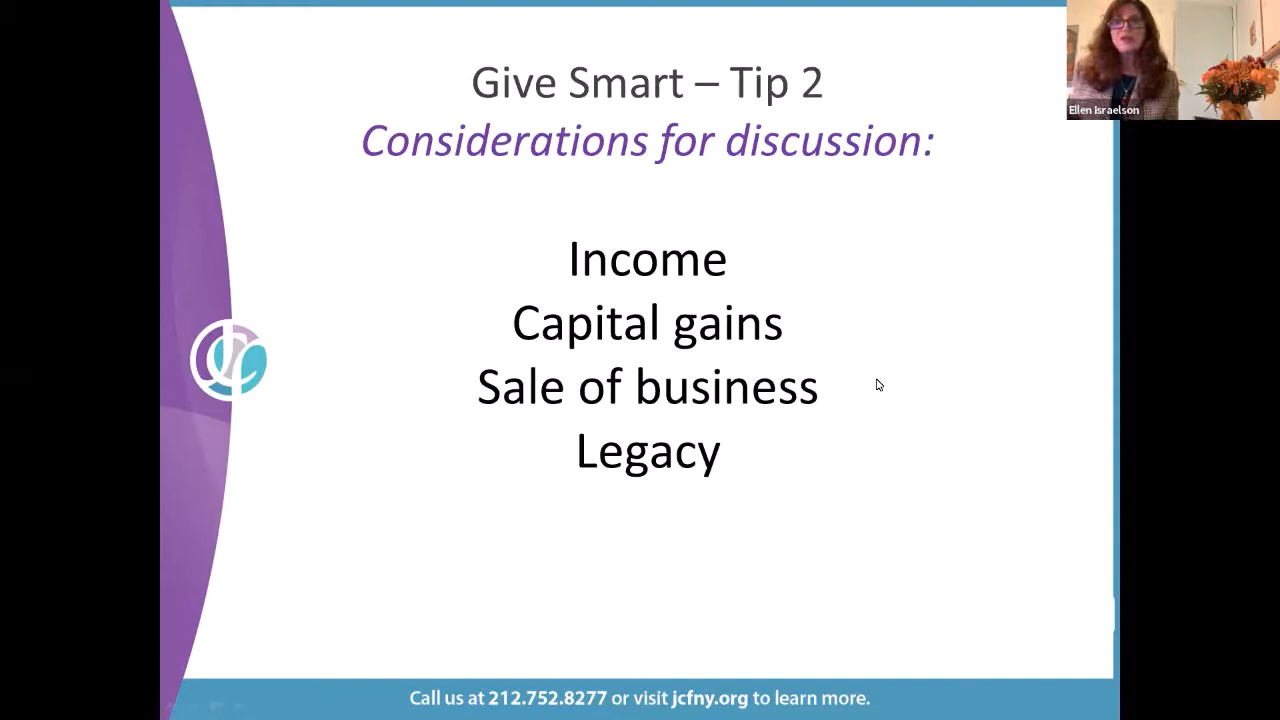 Give Smart – Tip 2
Considerations for discussion:
Income
Capital gains
Sale of business
Legacy
Ellen Israelson
Call us at 212.752.8277 or visit jcfny.org to learn more.